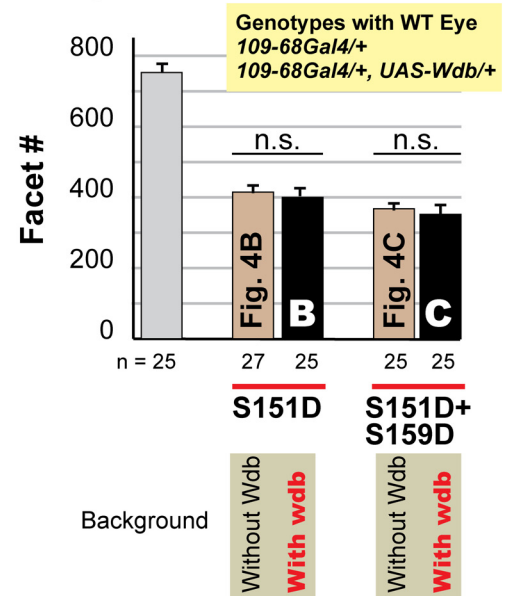 Genotypes with WT Eye
109-68Gal4/+
109-68Gal4/+, UAS-Wdb/+
Facet #
800
600
400
200
0
n.s.
n.s.
Fig. 4B
B
Fig. 4C
C
n = 25
27
25
25
25
S151D
S151D+
S159D
Background
Without Wdb
With wdb
Without Wdb
With wdb